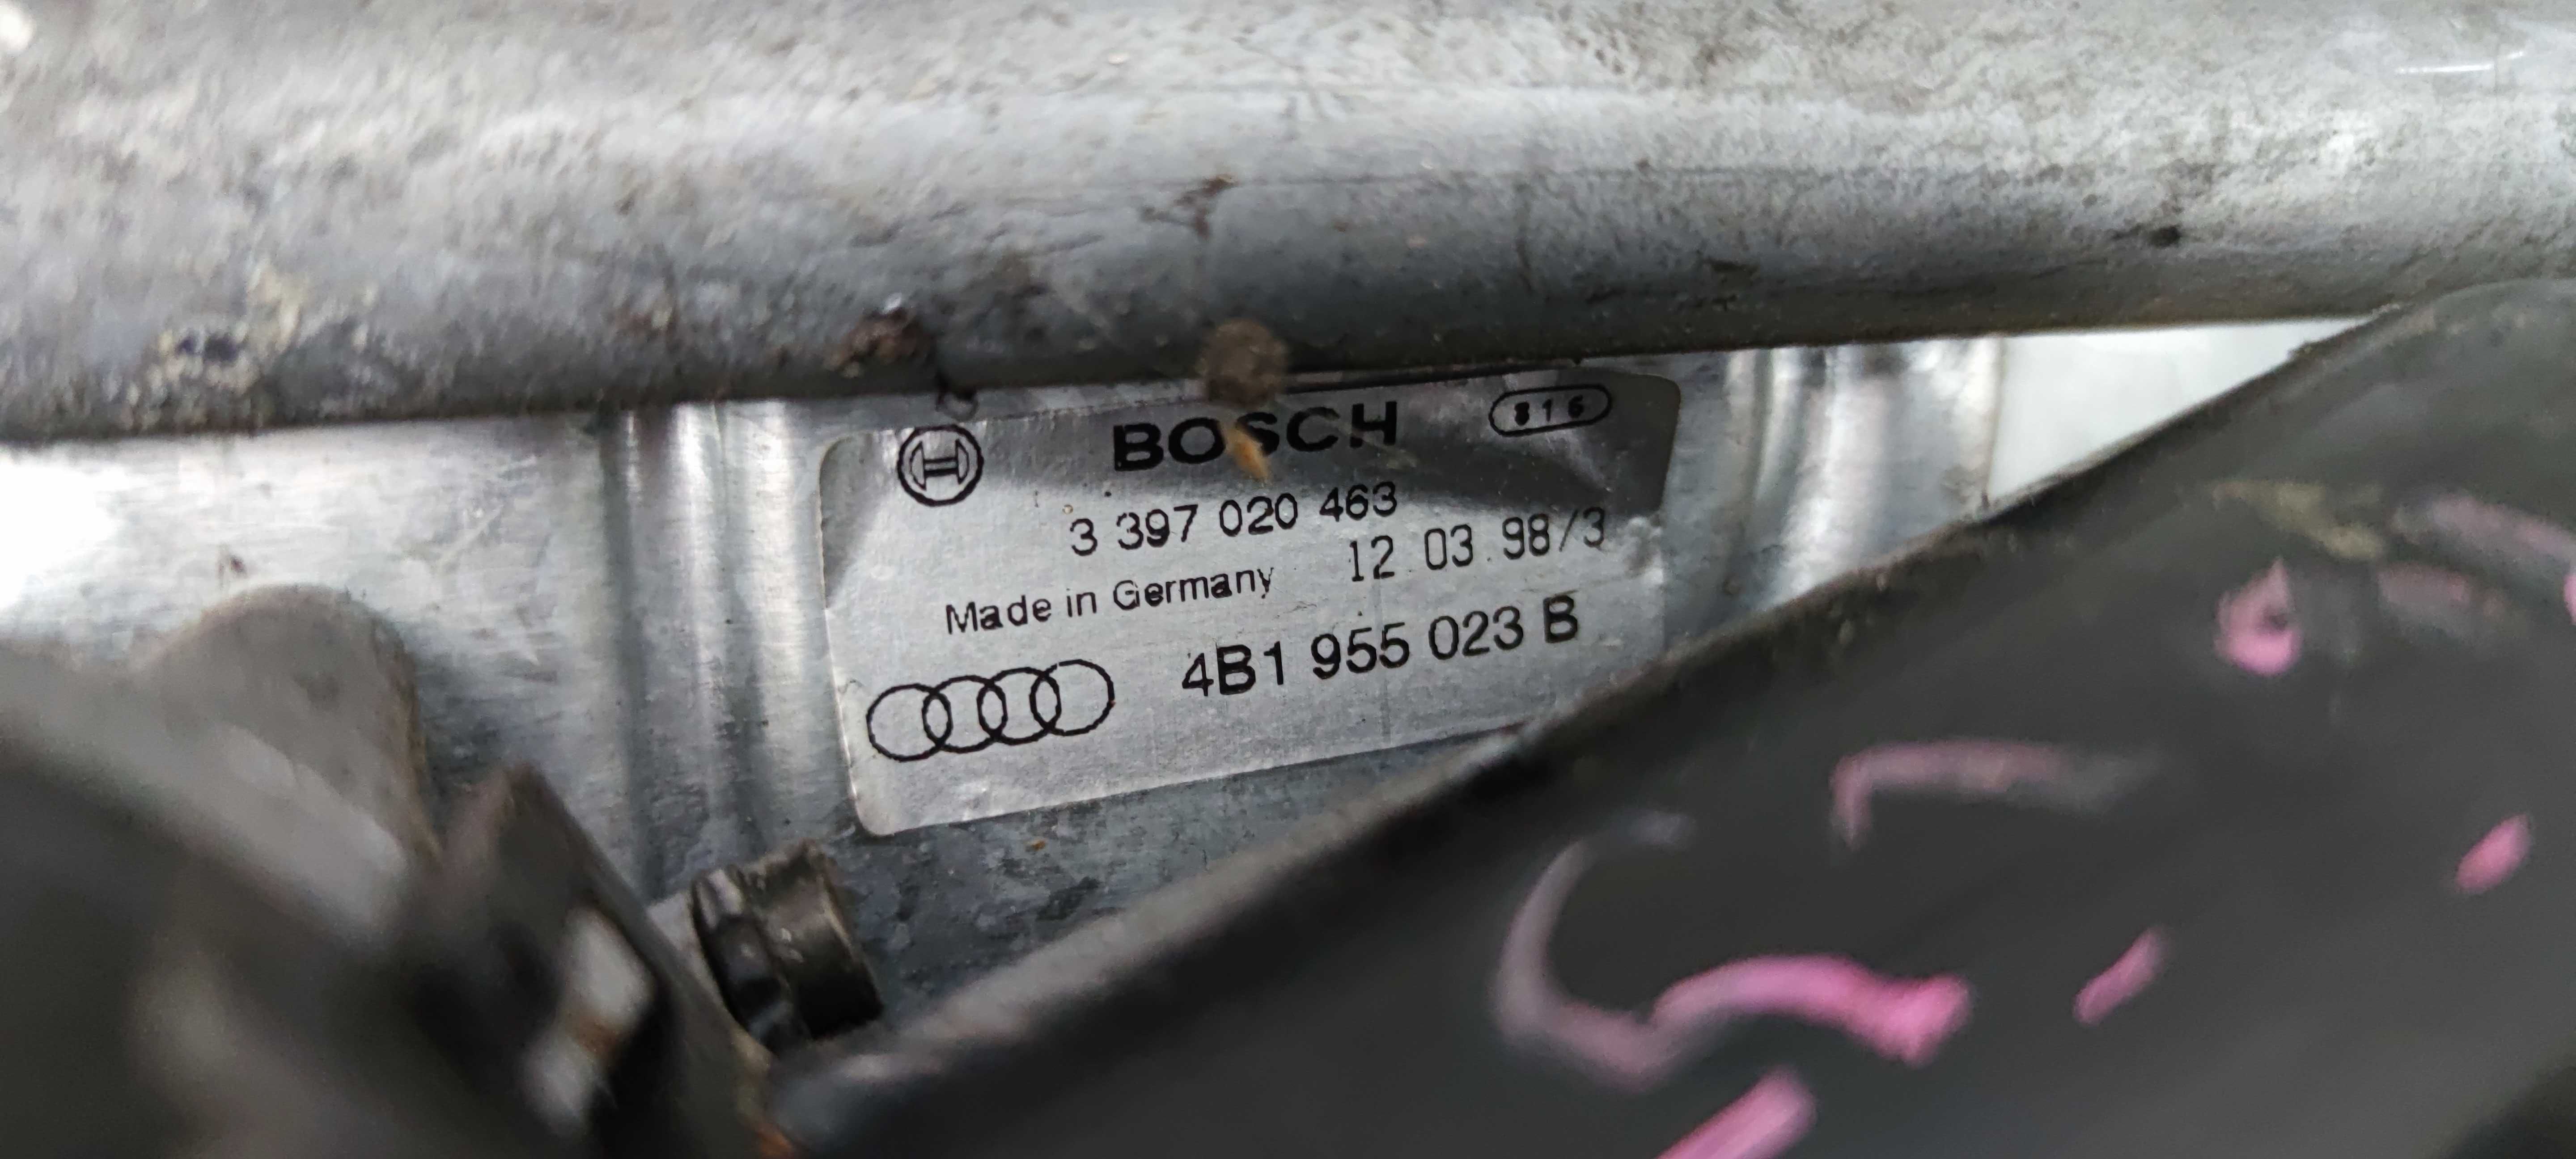 BOSCH 816
3 397 020 463
Made in Germany 12.03.98/3
4B1 955 023 B